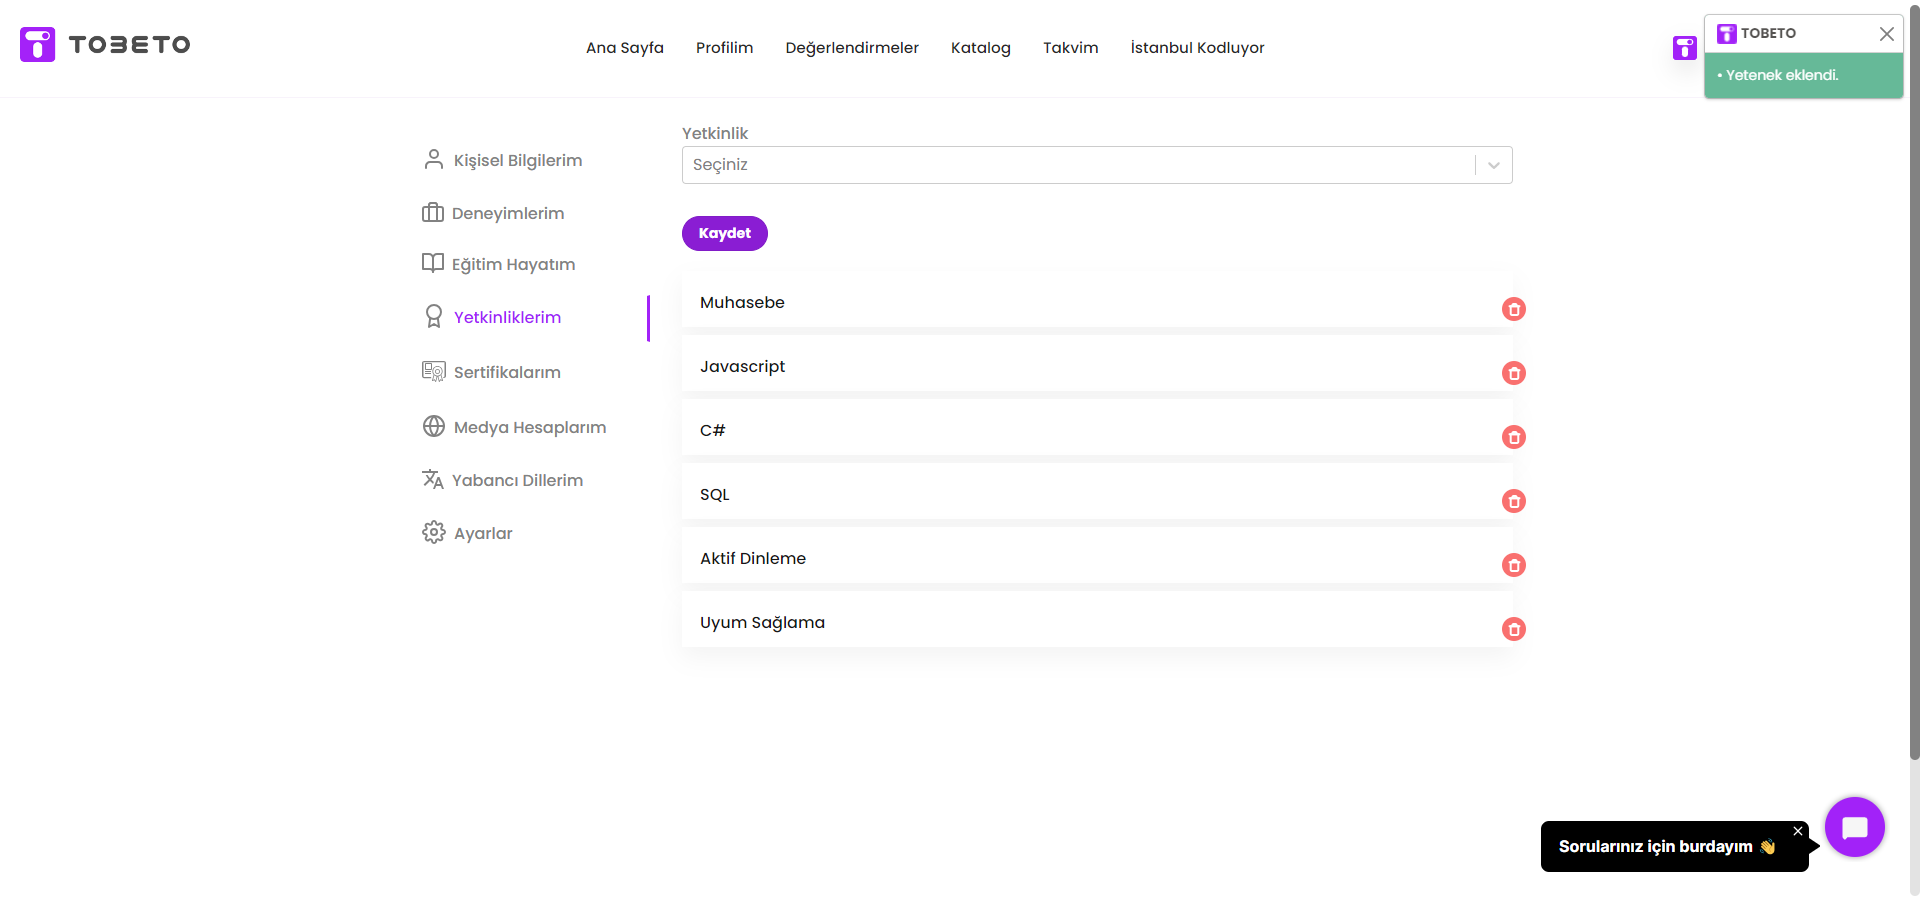 TOBETO
Ana Sayfa
Profilim
Değerlendirmeler
Katalog
Takvim
İstanbul Kodluyor
TOBETO
• Yetenek eklendi.
Kişisel Bilgilerim
Deneyimlerim
Eğitim Hayatım
Yetkinliklerim
Sertifikalarım
Medya Hesaplarım
Yabancı Dillerim
Ayarlar
Yetkinlik
Seçiniz
Kaydet
Muhasebe
Javascript
C#
SQL
Aktif Dinleme
Uyum Sağlama
Sorularınız için burdayım 👋